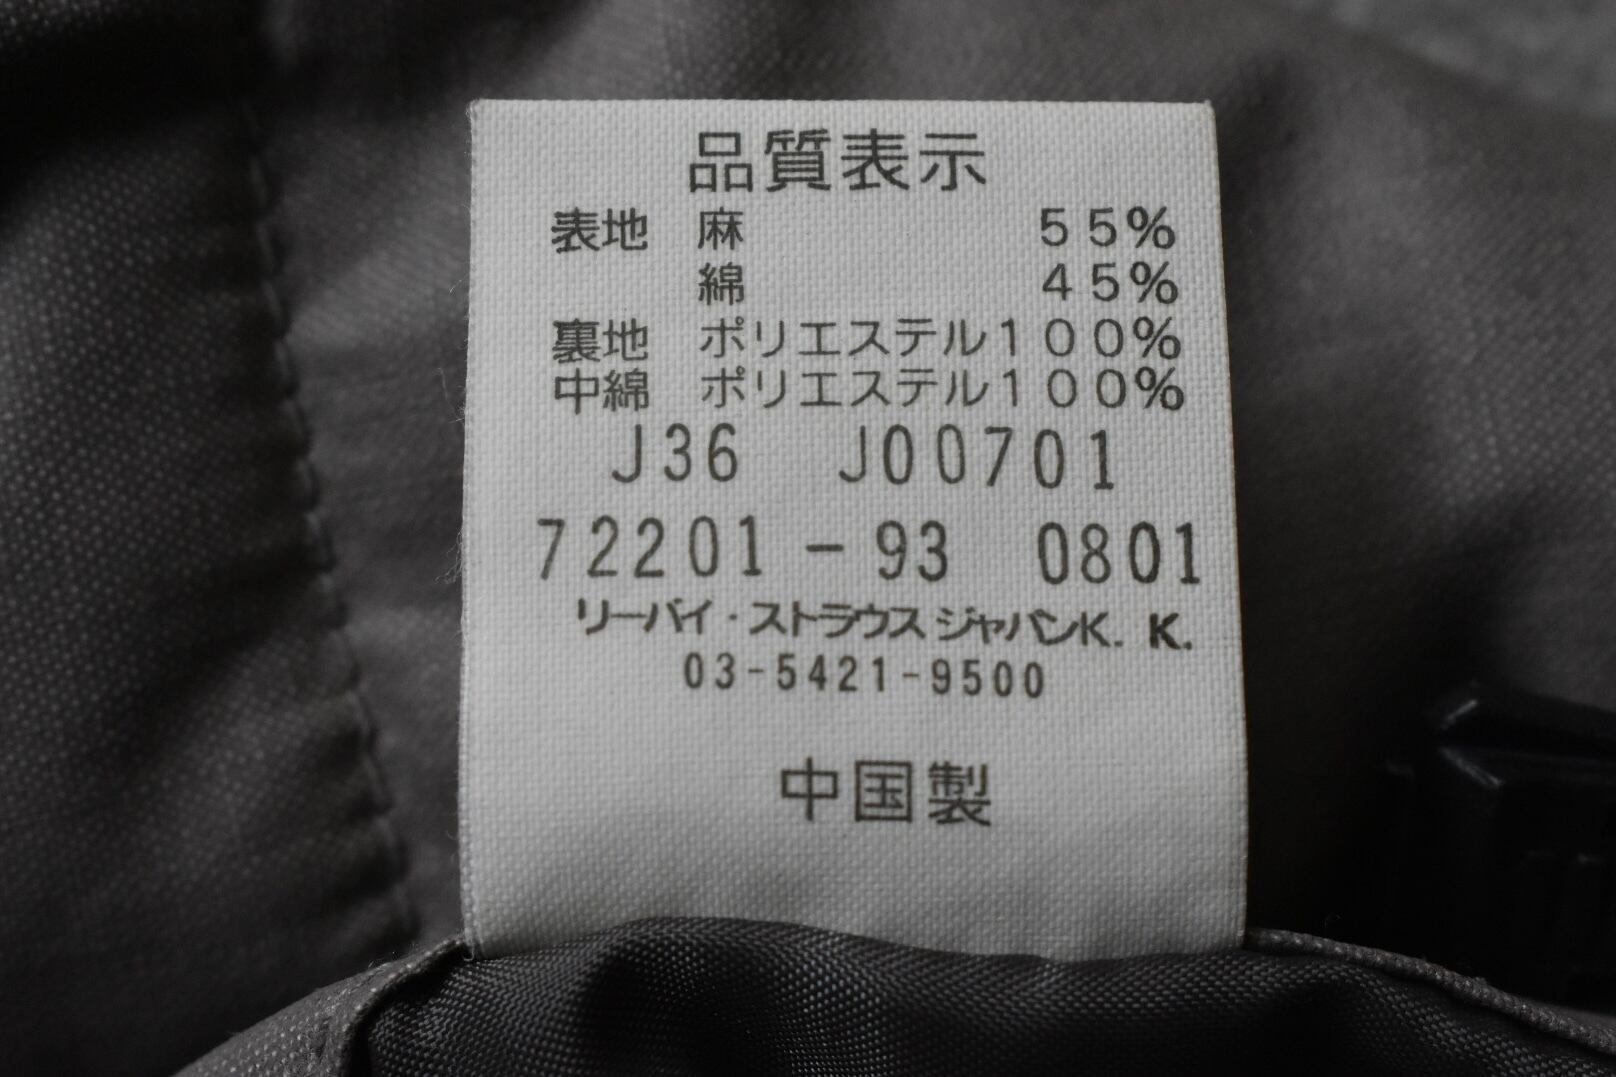 品質表示
表地 麻 55%
綿 45%
裏地 ポリエステル100%
中綿 ポリエステル100%
J36 J00701
72201-93 0801
リーバイ・ストラウス ジャパンK. K.
03-5421-9500
中国製